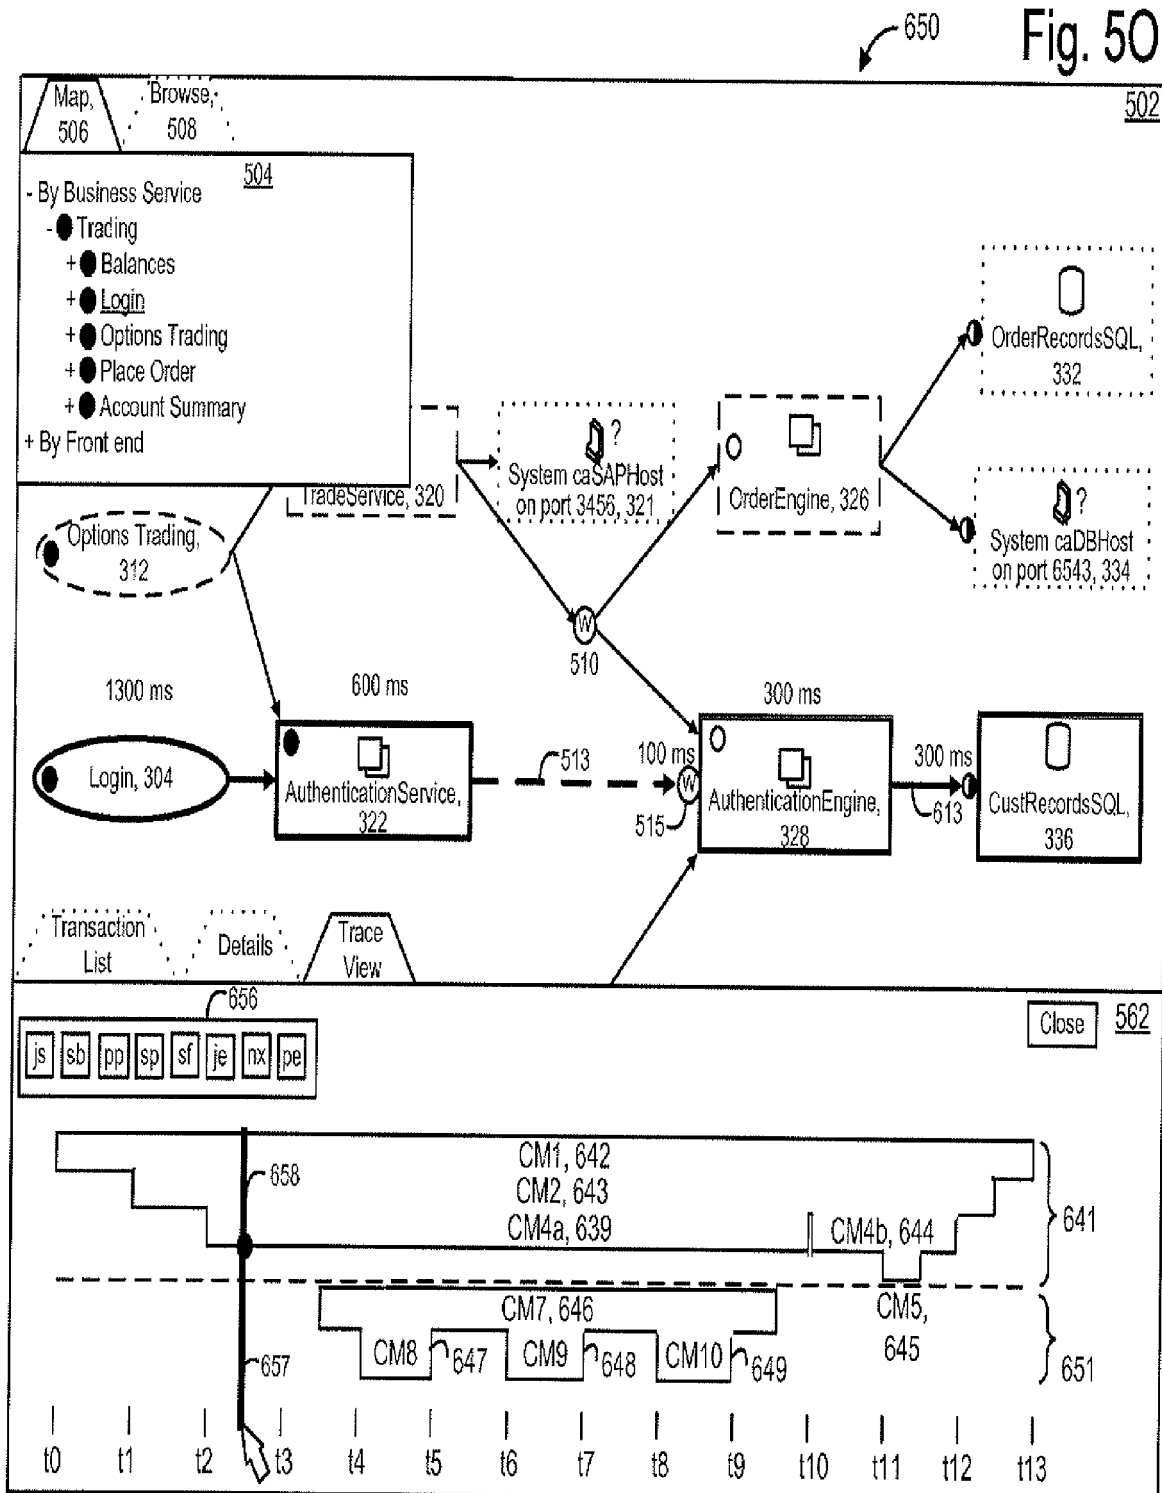 650
Fig. 5O
Map,
506
Browse,
508
502
504
- By Business Service
- Trading
+ Balances
+ Login
+ Options Trading
+ Place Order
+ Account Summary
+ By Front end
TradeService, 320
?
System caSAPHost
on port 3456, 321
OrderEngine, 326
OrderRecordsSQL,
332
?
System caDBHost
on port 6543, 334
Options Trading,
312
W
510
1300 ms
600 ms
300 ms
Login, 304
AuthenticationService,
322
513
100 ms
W
515
AuthenticationEngine,
328
300 ms
613
CustRecordsSQL,
336
Transaction
List
Details
Trace
View
656
js sb pp sp sf je nx pe
Close
562
658
CM1, 642
CM2, 643
CM4a, 639
CM4b, 644
641
CM7, 646
CM5,
645
CM8
647
CM9
648
CM10
649
651
657
t0 t1 t2 t3 t4 t5 t6 t7 t8 t9 t10 t11 t12 t13